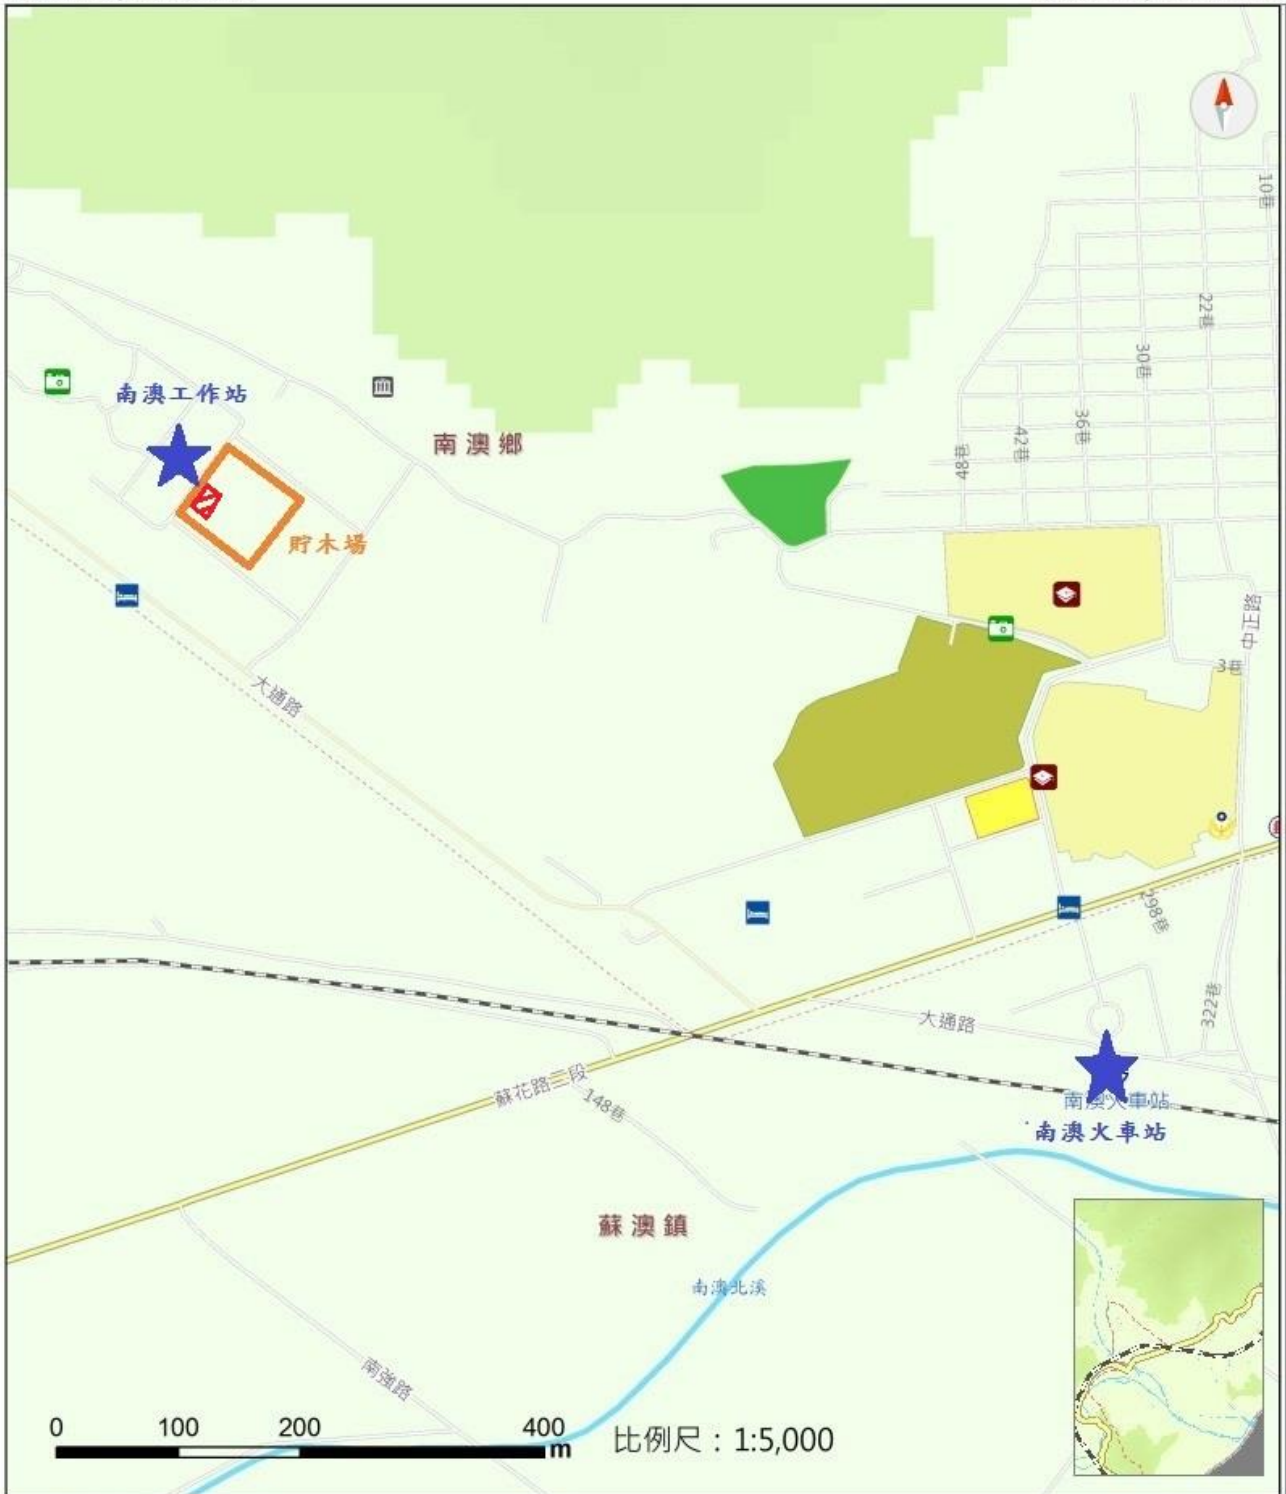 10巷
22巷
30巷
南澳工作站
36巷
42巷
南澳鄉
48巷
貯木場
中正路
3巷
大通路
298巷
322巷
大通路
蘇花路二段
148巷
南澳火車站
南澳火車站
蘇澳鎮
南澳北溪
南強路
0 100 200 400
m
比例尺：1:5,000